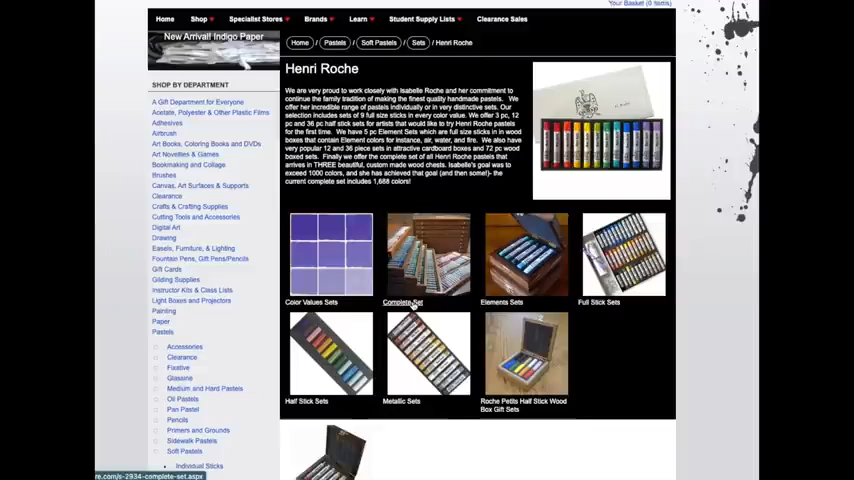 Your Basket (0 items)
Home Shop Specialist Stores Brands Learn Student Supply Lists Clearance Sales
New Arrival! Indigo Paper
Home / Pastels / Soft Pastels / Sets / Henri Roche
Henri Roche
We are very proud to work closely with Isabelle Roche and her commitment to
continue the family tradition of making the finest quality handmade pastels. We
offer her incredible range of pastels individually or in very distinctive sets. Our
selection includes sets of 9 full size sticks in every color value. We offer 3 pc, 12
pc and 36 pc half stick sets for artists that would like to try Henri Roche pastels
for the first time. We have 5 pc Element Sets which are full size sticks in in wood
boxes that contain Element colors for instance, air, water, and fire. We also have
very popular 12 and 36 piece sets in attractive cardboard boxes and 72 pc wood
boxed sets. Finally we offer the complete set of all Henri Roche pastels that
arrives in THREE beautiful, custom made wood chests. Isabelle's goal was to
exceed 1000 colors, and she has achieved that goal (and then some!)- the
current complete set includes 1,688 colors!
SHOP BY DEPARTMENT
A Gift Department for Everyone
Acetate, Polyester & Other Plastic Films
Adhesives
Airbrush
Art Books, Coloring Books and DVDs
Art Novelties & Games
Bookmaking and Collage
Brushes
Canvas, Art Surfaces & Supports
Clearance
Crafts & Crafting Supplies
Cutting Tools and Accessories
Digital Art
Drawing
Easels, Furniture, & Lighting
Fountain Pens, Gift Pens/Pencils
Gift Cards
Gilding Supplies
Instructor Kits & Class Lists
Light Boxes and Projectors
Painting
Paper
Pastels
Accessories
Clearance
Fixative
Glassine
Medium and Hard Pastels
Oil Pastels
Pan Pastel
Pencils
Primers and Grounds
Sidewalk Pastels
Soft Pastels
Individual Sticks
Color Values Sets
Complete Set
Elements Sets
Full Stick Sets
Half Stick Sets
Metallic Sets
Roche Petits Half Stick Wood
Box Gift Sets
re.com/s-2934-complete-set.aspx